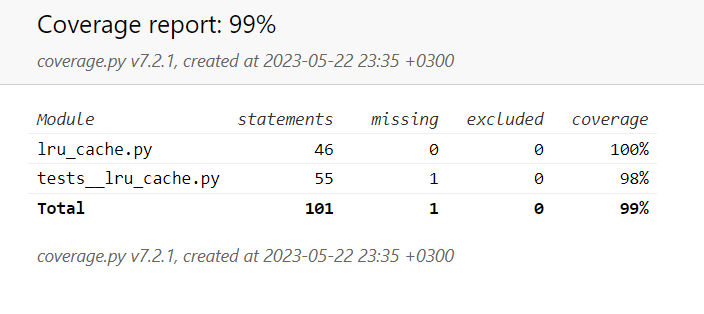 Coverage report: 99%
coverage.py v7.2.1, created at 2023-05-22 23:35 +0300
Module statements missing excluded coverage
lru_cache.py 46 0 0 100%
tests__lru_cache.py 55 1 0 98%
Total 101 1 0 99%
coverage.py v7.2.1, created at 2023-05-22 23:35 +0300